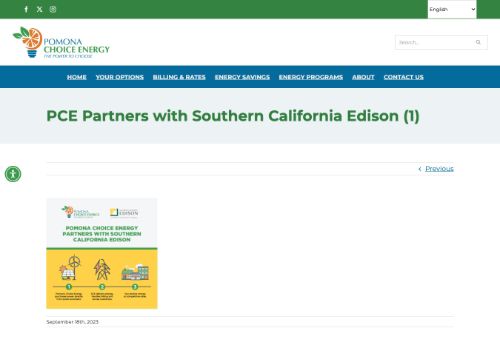 English
POMONA
CHOICE ENERGY
THE POWER TO CHOOSE
Search...
HOME YOUR OPTIONS BILLING & RATES ENERGY SAVINGS ENERGY PROGRAMS ABOUT CONTACT US
PCE Partners with Southern California Edison (1)
Previous
POMONA
CHOICE ENERGY
EDISON
POMONA CHOICE ENERGY
PARTNERS WITH SOUTHERN
CALIFORNIA EDISON
1 2 3
September 18th, 2023